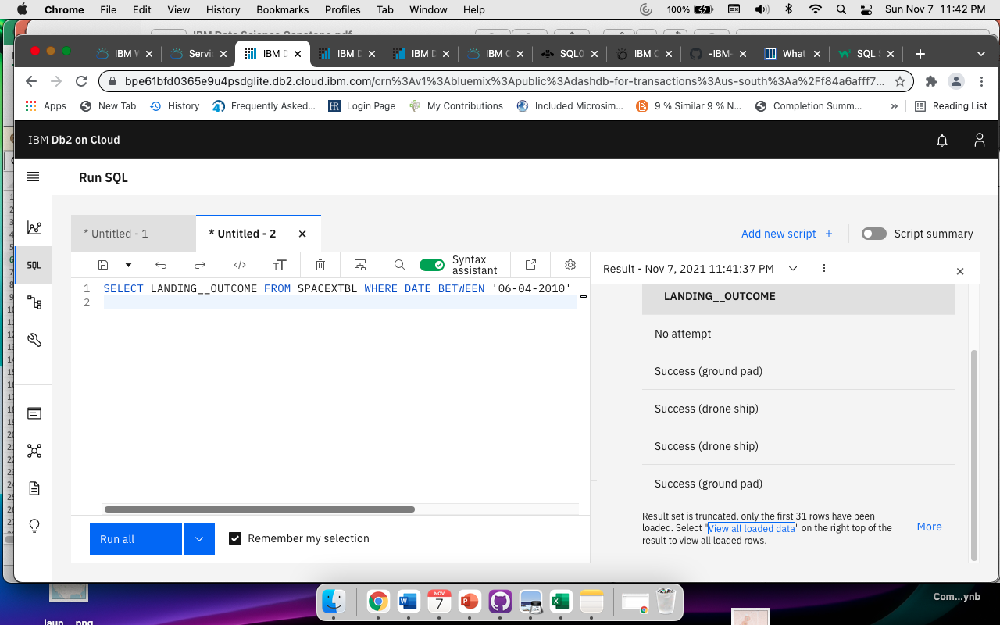 Chrome File Edit View History Bookmarks Profiles Tab Window Help 100% Sun Nov 7 11:42 PM
IBM Data Science Capstone.pdf
IBM W Servi IBM D IBM D IBM D IBM C SQL0 IBM C -IBM- What SQL S
bpe61bfd0365e9u4psdglite.db2.cloud.ibm.com/crn%3Av1%3Abluemix%3Apublic%3Adashdb-for-transactions%3Aus-south%3Aa%2Ff84a6afff7...
Apps New Tab History Frequently Asked... HR Login Page My Contributions Included Microsim... 9 % Similar 9 % N... Completion Summ... » Reading List
IBM Db2 on Cloud
Run SQL
* Untitled - 1 * Untitled - 2 Add new script + Script summary
SQL
Syntax assistant
Result - Nov 7, 2021 11:41:37 PM
1 SELECT LANDING__OUTCOME FROM SPACEXTBL WHERE DATE BETWEEN '06-04-2010'
2
LANDING__OUTCOME
No attempt
Success (ground pad)
Success (drone ship)
Success (drone ship)
Success (ground pad)
Result set is truncated, only the first 31 rows have been
loaded. Select "View all loaded data" on the right top of the
result to view all loaded rows.
More
Run all Remember my selection
NOV
7
Com...ynb
laun....png